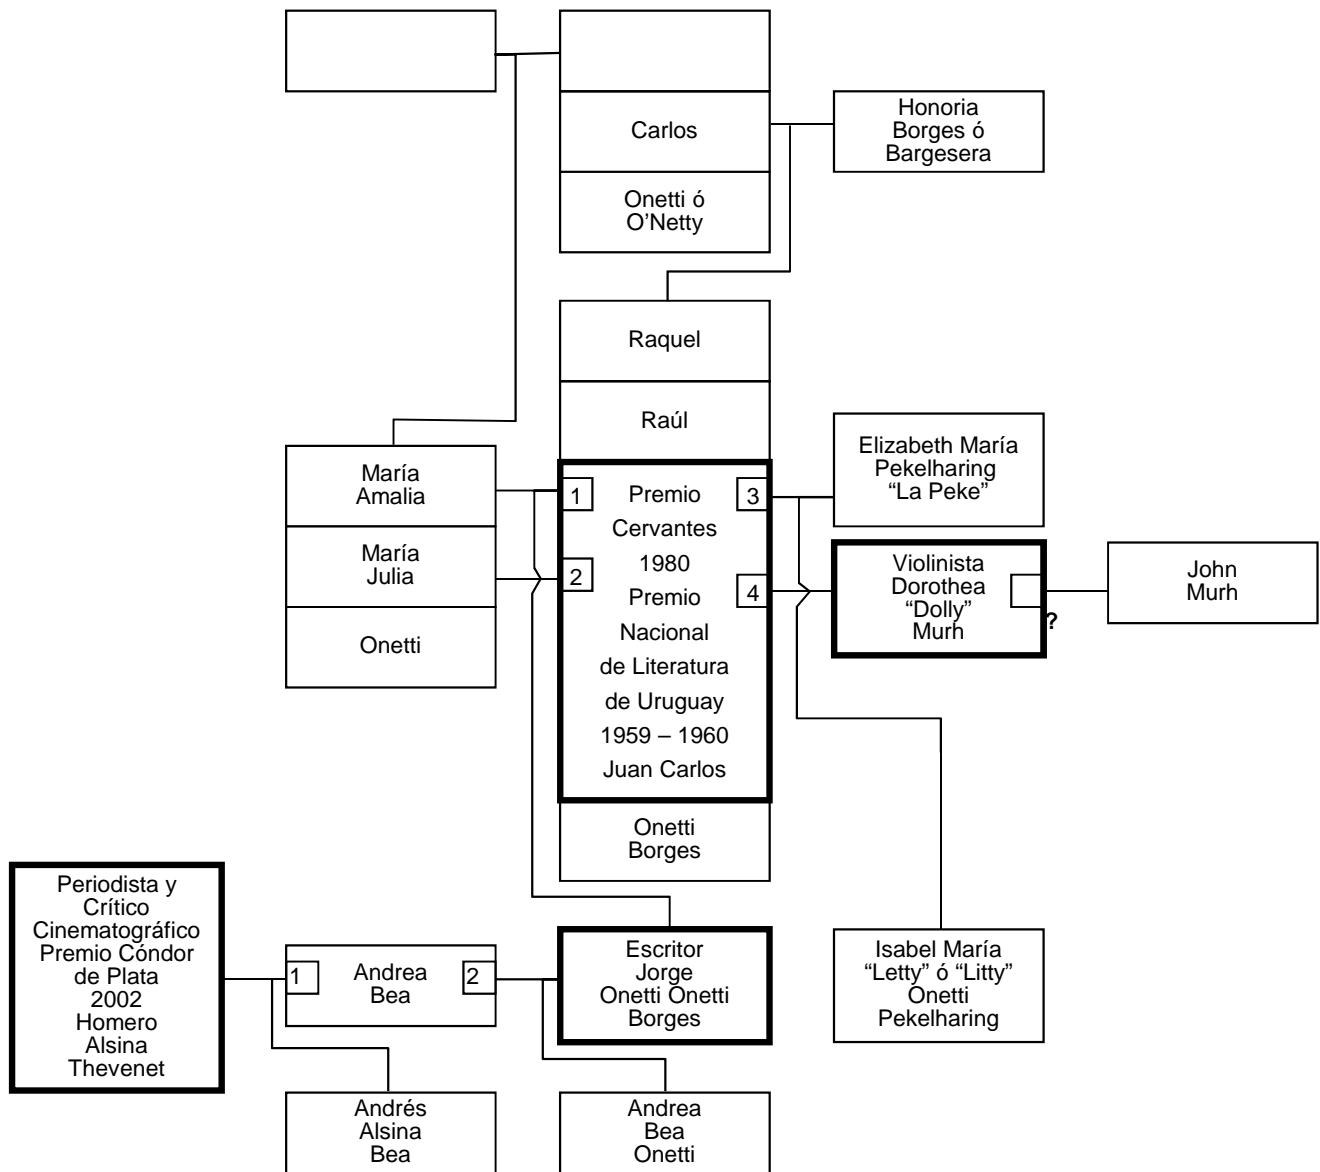 Carlos
Honoria
Borges ó
Bargesera
Onetti ó
O’Netty
Raquel
Raúl
María
Amalia
María
Julia
Onetti
1
2
3
4
Premio
Cervantes
1980
Premio
Nacional
de Literatura
de Uruguay
1959 – 1960
Juan Carlos
Onetti
Borges
Elizabeth María
Pekelharing
“La Peke”
Violinista
Dorothea
“Dolly”
Murh
?
John
Murh
Periodista y
Crítico
Cinematográfico
Premio Cóndor
de Plata
2002
Homero
Alsina
Thevenet
1
Andrea
Bea
2
Escritor
Jorge
Onetti Onetti
Borges
Isabel María
“Letty” ó “Litty”
Onetti
Pekelharing
Andrés
Alsina
Bea
Andrea
Bea
Onetti